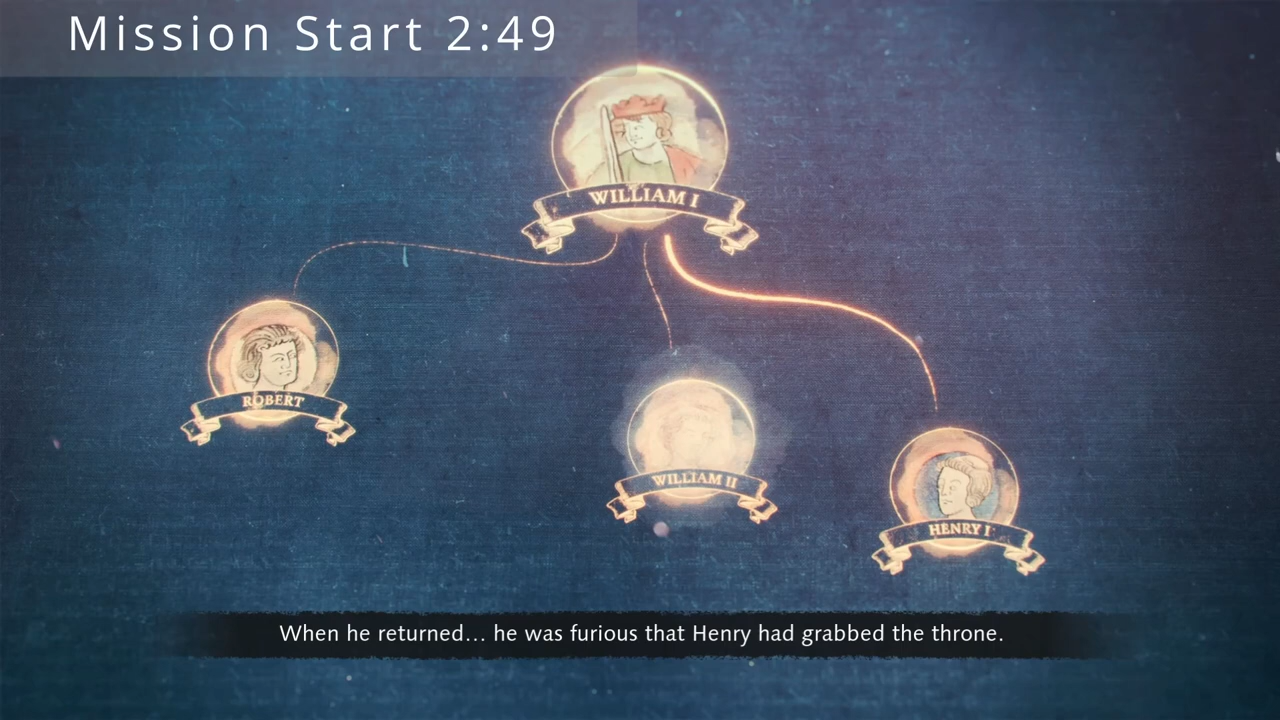 Mission Start 2:49
WILLIAM I
ROBERT
WILLIAM II
HENRY I
When he returned... he was furious that Henry had grabbed the throne.